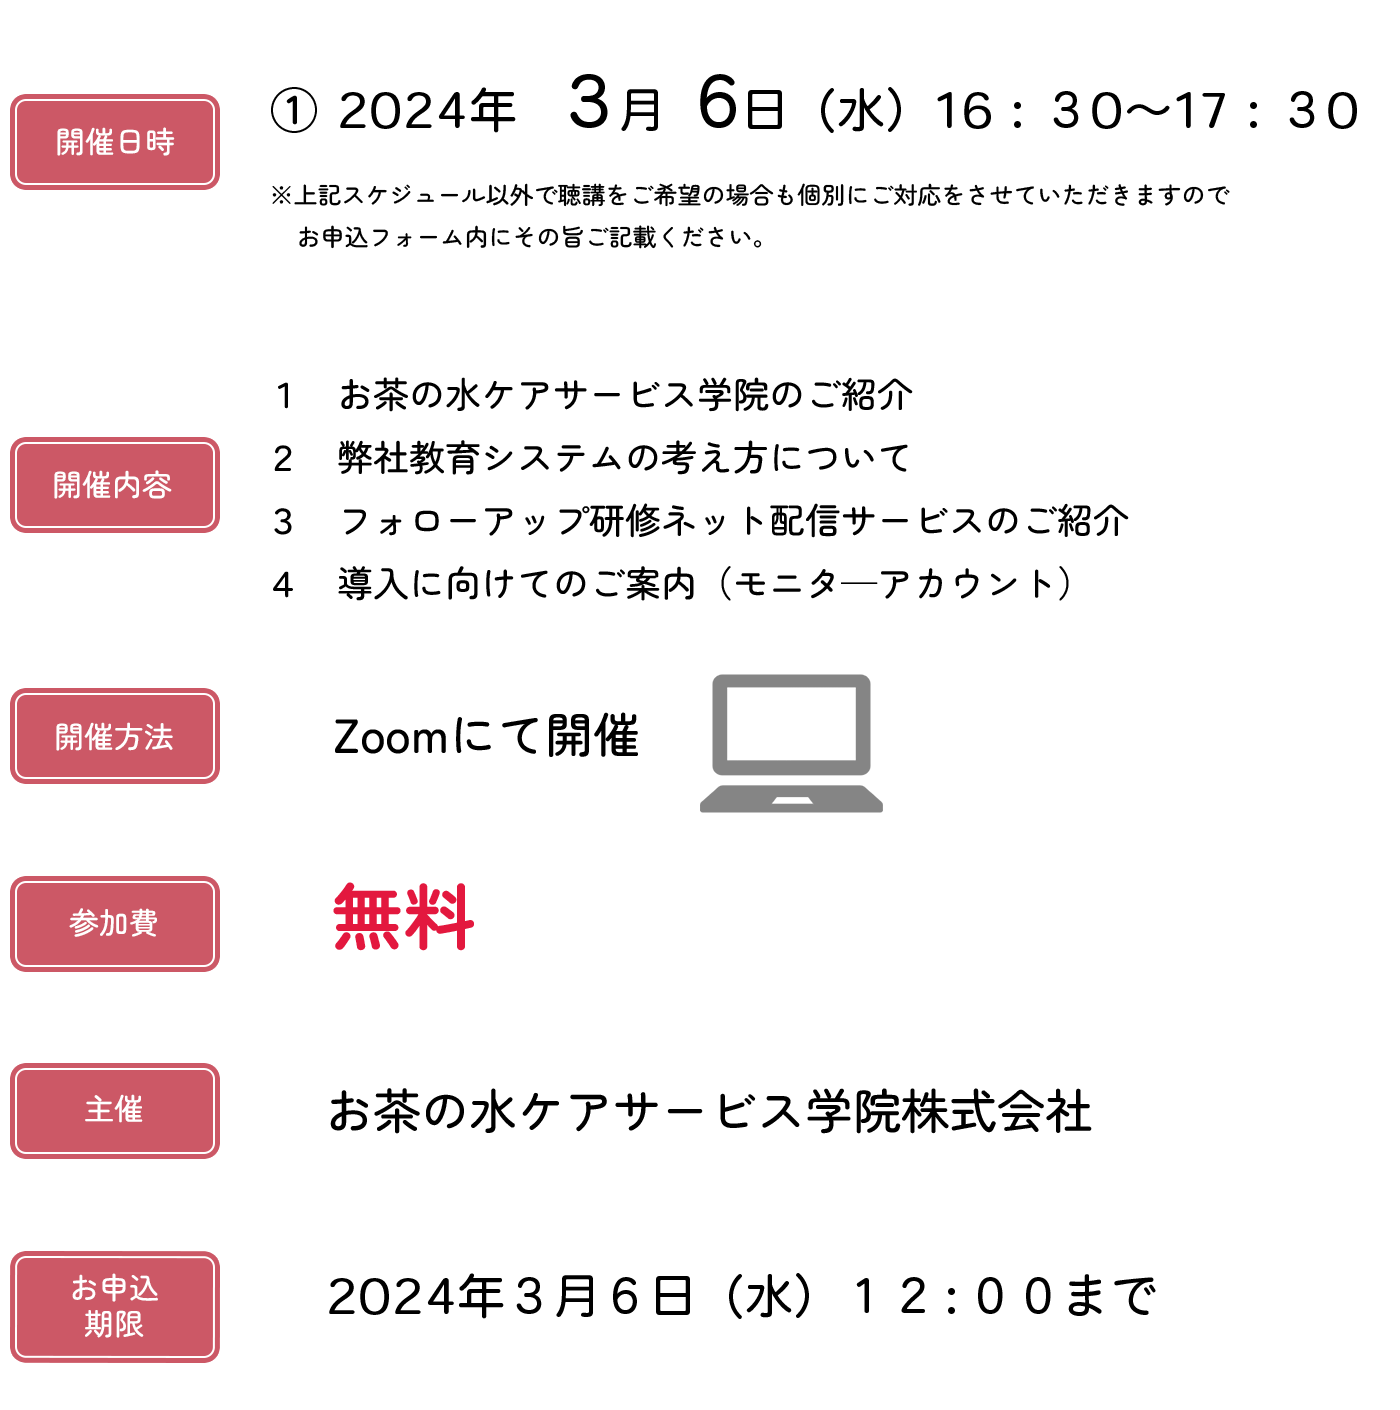 開催日時
① 2024年　3月 6日（水）16：３０～17：３０
※上記スケジュール以外で聴講をご希望の場合も個別にご対応をさせていただきますので
お申込フォーム内にその旨ご記載ください。
開催内容
１　お茶の水ケアサービス学院のご紹介
２　弊社教育システムの考え方について
３　フォローアップ研修ネット配信サービスのご紹介
４　導入に向けてのご案内（モニタ―アカウント）
開催方法
Zoomにて開催
参加費
無料
主催
お茶の水ケアサービス学院株式会社
お申込
期限
2024年３月６日（水）１２：００まで